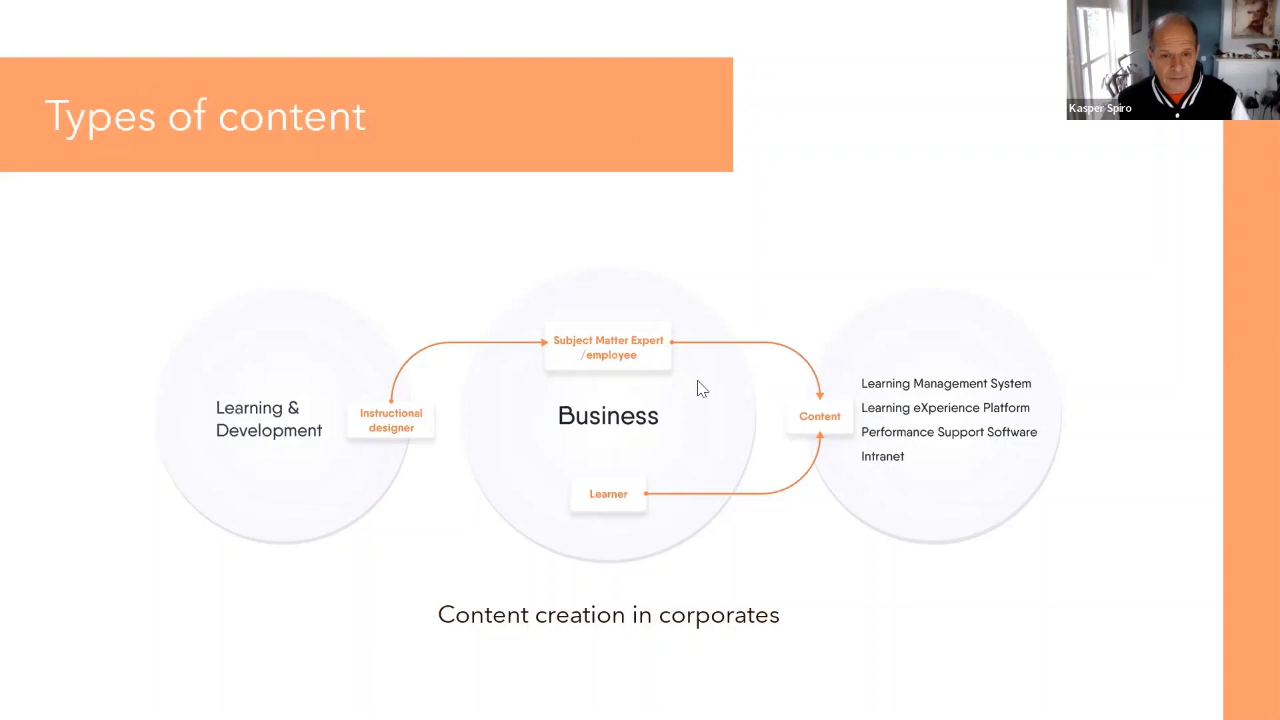 Types of content
Kasper Spiro
Subject Matter Expert
/employee
Learning &
Development
Instructional
designer
Business
Content
Learning Management System
Learning eXperience Platform
Performance Support Software
Intranet
Learner
Content creation in corporates